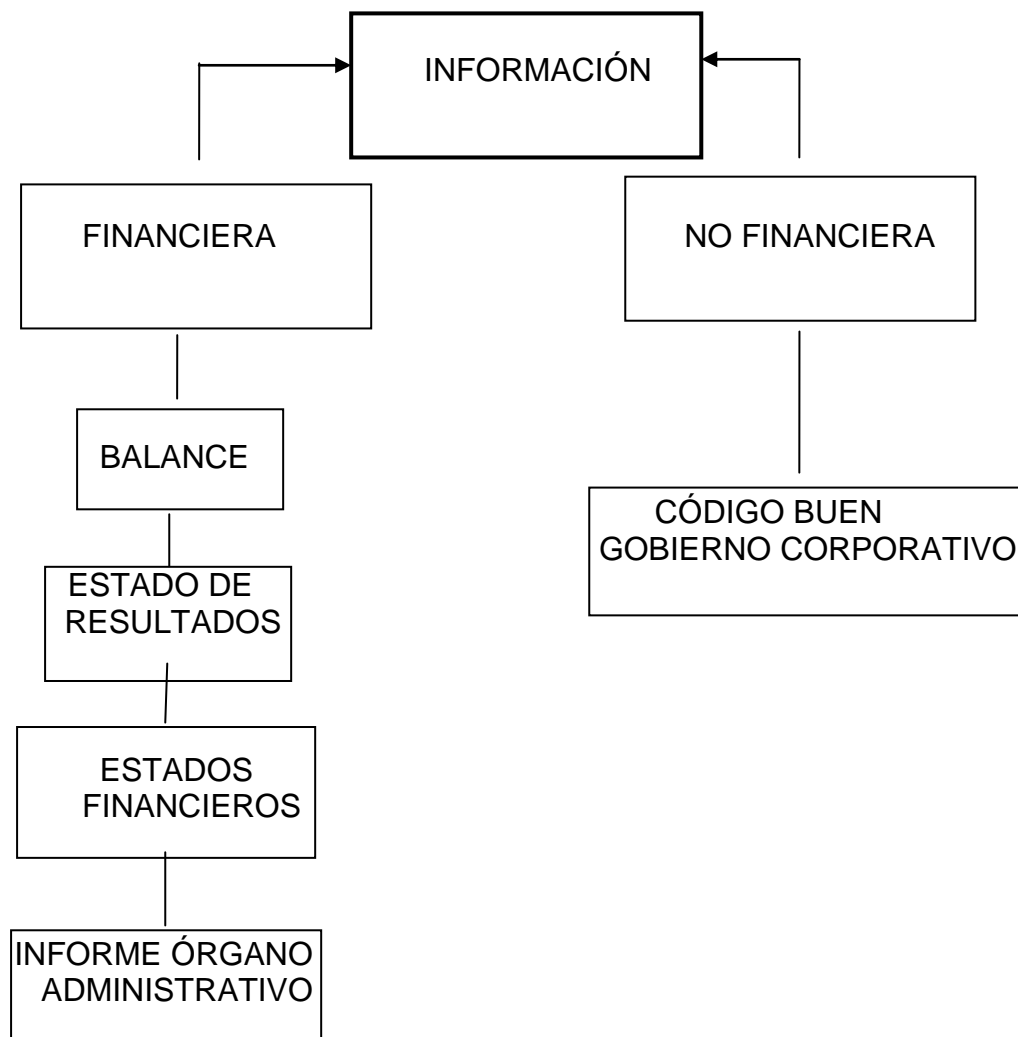 INFORMACIÓN
FINANCIERA
NO FINANCIERA
BALANCE
CÓDIGO BUEN
GOBIERNO CORPORATIVO
ESTADO DE
RESULTADOS
ESTADOS
FINANCIEROS
INFORME ÓRGANO
ADMINISTRATIVO